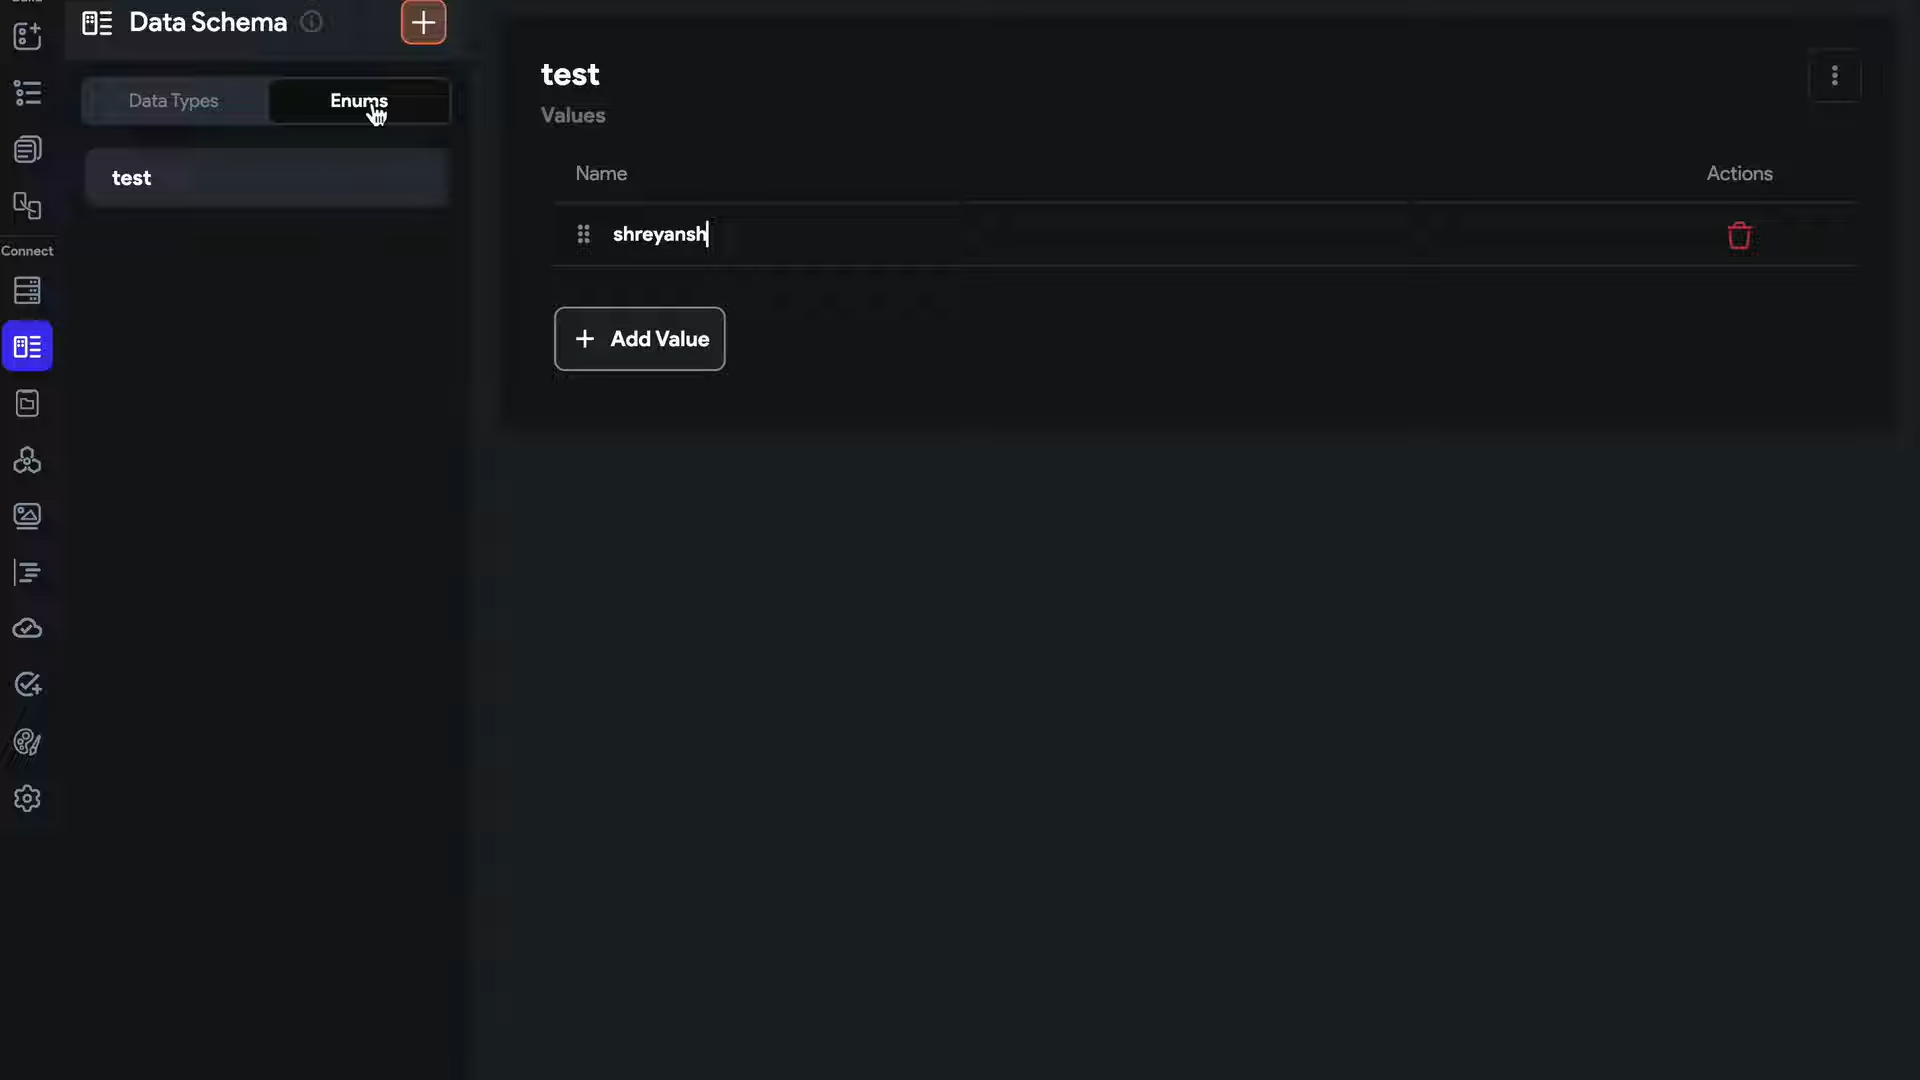 Data Schema
Data Types
Enums
test
Connect
test
Values
Name
Actions
shreyansh
+ Add Value